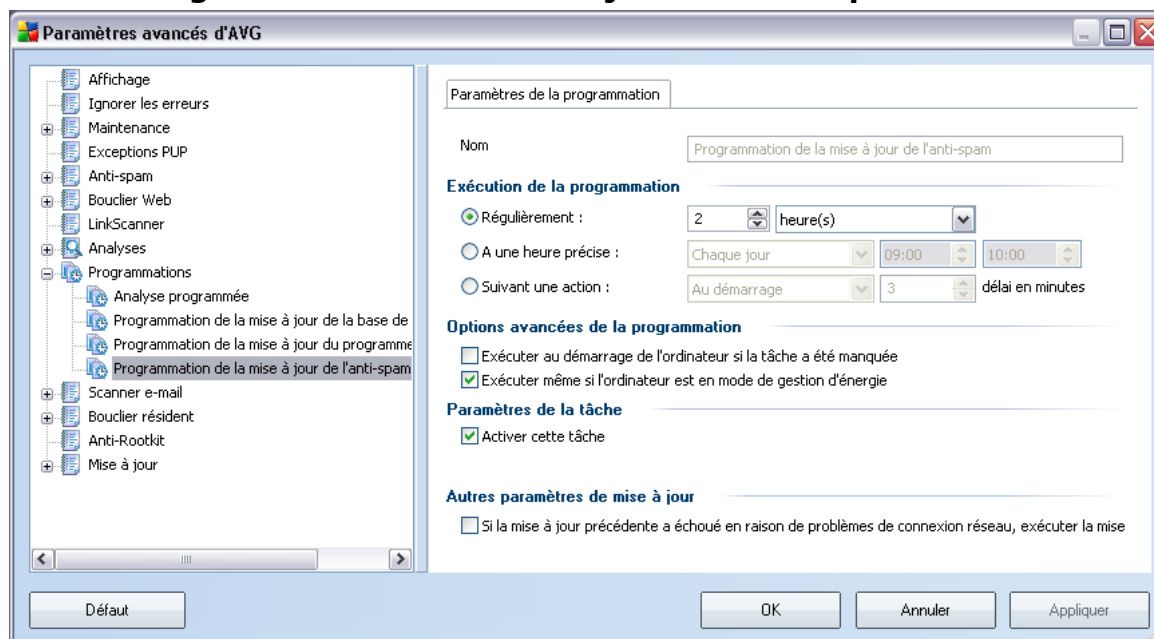 Paramètres avancés d'AVG
Affichage
Ignorer les erreurs
Maintenance
Exceptions PUP
Anti-spam
Bouclier Web
LinkScanner
Analyses
Programmations
Analyse programmée
Programmation de la mise à jour de la base de
Programmation de la mise à jour du programme
Programmation de la mise à jour de l'anti-spam
Scanner e-mail
Bouclier résident
Anti-Rootkit
Mise à jour
Paramètres de la programmation
Nom Programmation de la mise à jour de l'anti-spam
Exécution de la programmation
Régulièrement : 2 heure(s)
A une heure précise : Chaque jour 09:00 10:00
Suivant une action : Au démarrage 3 délai en minutes
Options avancées de la programmation
Exécuter au démarrage de l'ordinateur si la tâche a été manquée
Exécuter même si l'ordinateur est en mode de gestion d'énergie
Paramètres de la tâche
Activer cette tâche
Autres paramètres de mise à jour
Si la mise à jour précédente a échoué en raison de problèmes de connexion réseau, exécuter la mise
Défaut OK Annuler Appliquer